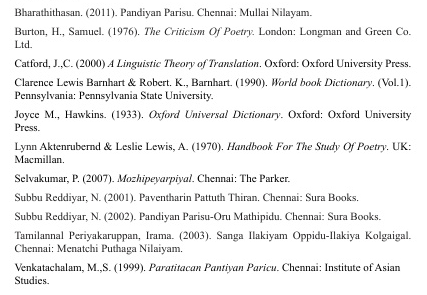 Bharathithasan. (2011). Pandiyan Parisu. Chennai: Mullai Nilayam.
Burton, H., Samuel. (1976). The Criticism Of Poetry. London: Longman and Green Co.
Ltd.
Catford, J.,C. (2000) A Linguistic Theory of Translation. Oxford: Oxford University Press.
Clarence Lewis Barnhart & Robert. K., Barnhart. (1990). World book Dictionary. (Vol.1).
Pennsylvania: Pennsylvania State University.
Joyce M., Hawkins. (1933). Oxford Universal Dictionary. Oxford: Oxford University
Press.
Lynn Aktenrubernd & Leslie Lewis, A. (1970). Handbook For The Study Of Poetry. UK:
Macmillan.
Selvakumar, P. (2007). Mozhipeyarpiyal. Chennai: The Parker.
Subbu Reddiyar, N. (2001). Paventharin Pattuth Thiran. Chennai: Sura Books.
Subbu Reddiyar, N. (2002). Pandiyan Parisu-Oru Mathipidu. Chennai: Sura Books.
Tamilannal Periyakaruppan, Irama. (2003). Sanga Ilakiyam Oppidu-Ilakiya Kolgaigal.
Chennai: Menatchi Puthaga Nilaiyam.
Venkatachalam, M.,S. (1999). Paratitacan Pantiyan Paricu. Chennai: Institute of Asian
Studies.